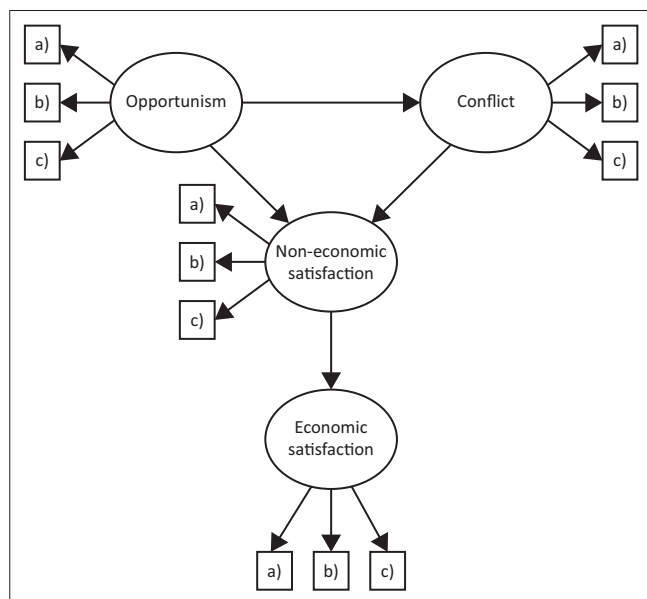 a)
b)
c)
Opportunism
Conflict
a)
b)
c)
a)
b)
c)
Non-economic
satisfaction
Economic
satisfaction
a)
b)
c)